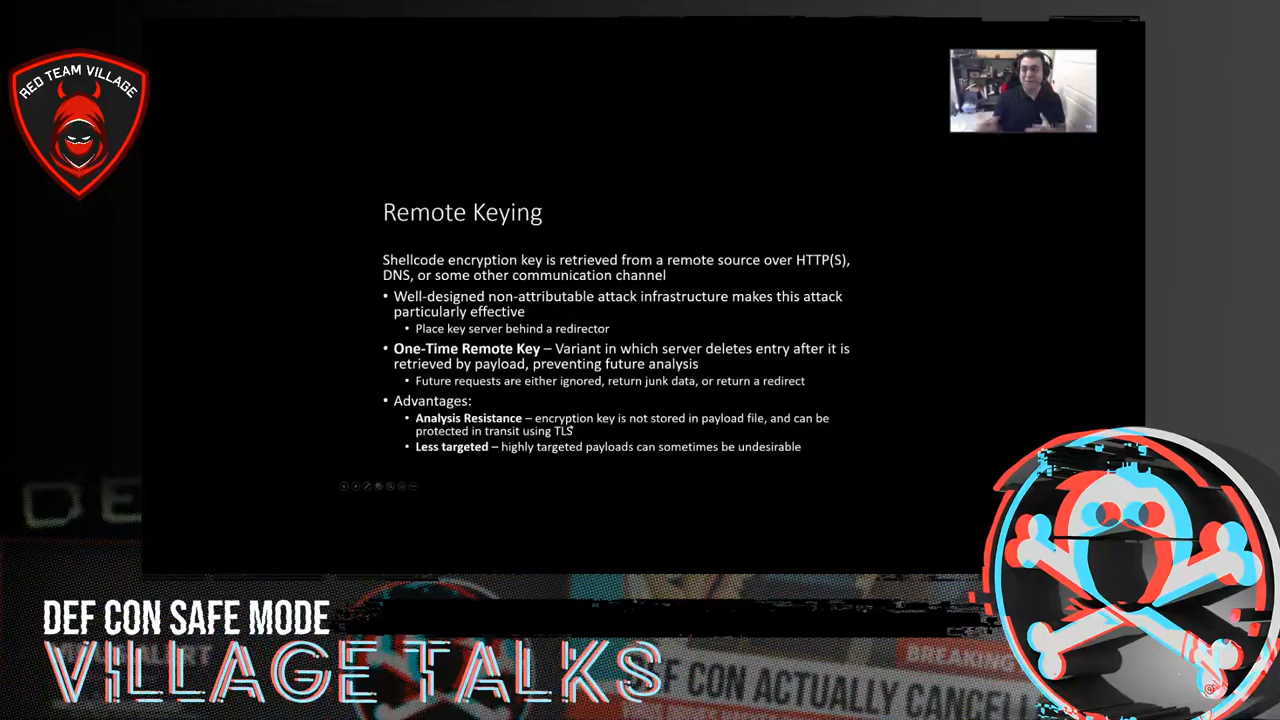 RED TEAM VILLAGE
Remote Keying
Shellcode encryption key is retrieved from a remote source over HTTP(S),
DNS, or some other communication channel
• Well-designed non-attributable attack infrastructure makes this attack
particularly effective
• Place key server behind a redirector
• One-Time Remote Key – Variant in which server deletes entry after it is
retrieved by payload, preventing future analysis
• Future requests are either ignored, return junk data, or return a redirect
• Advantages:
• Analysis Resistance – encryption key is not stored in payload file, and can be
protected in transit using TLS
• Less targeted – highly targeted payloads can sometimes be undesirable
DE
DEF CON SAFE MODE
VILLAGE TALKS
BREAKING
DEF CON ACTUALLY CANCELL